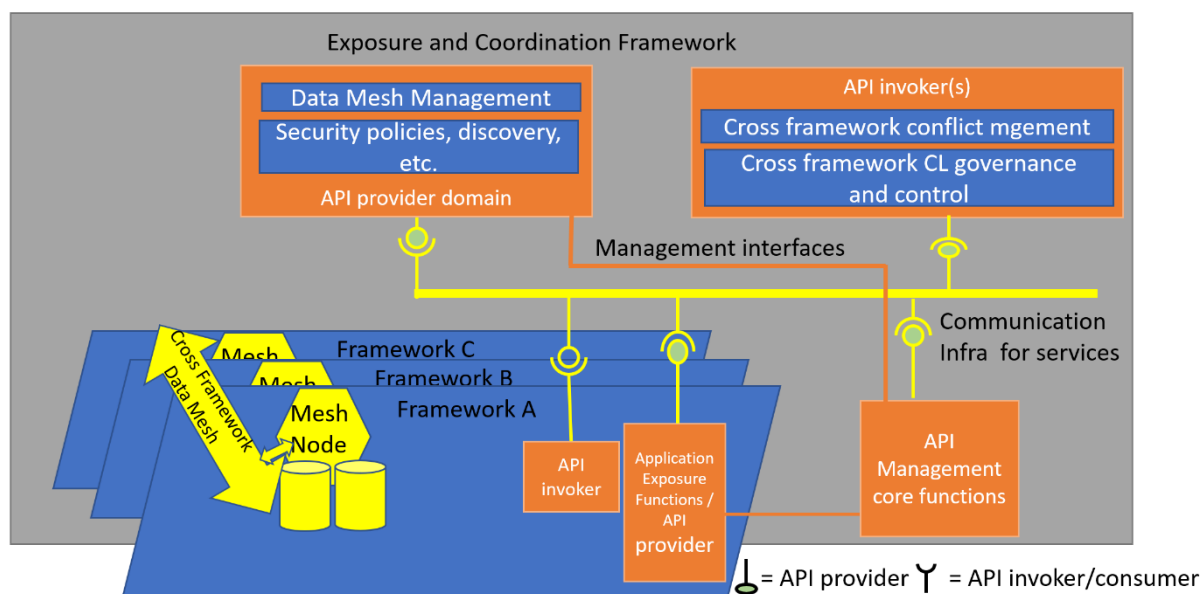 Exposure and Coordination Framework
Data Mesh Management
Security policies, discovery,
etc.
API provider domain
API invoker(s)
Cross framework conflict mgement
Cross framework CL governance
and control
Management interfaces
Communication
Infra for services
Cross Framework
Data Mesh
Mesh
Framework C
Mesh
Framework B
Framework A
Mesh
Node
API
invoker
Application
Exposure
Functions /
API
provider
API
Management
core functions
= API provider
= API invoker/consumer